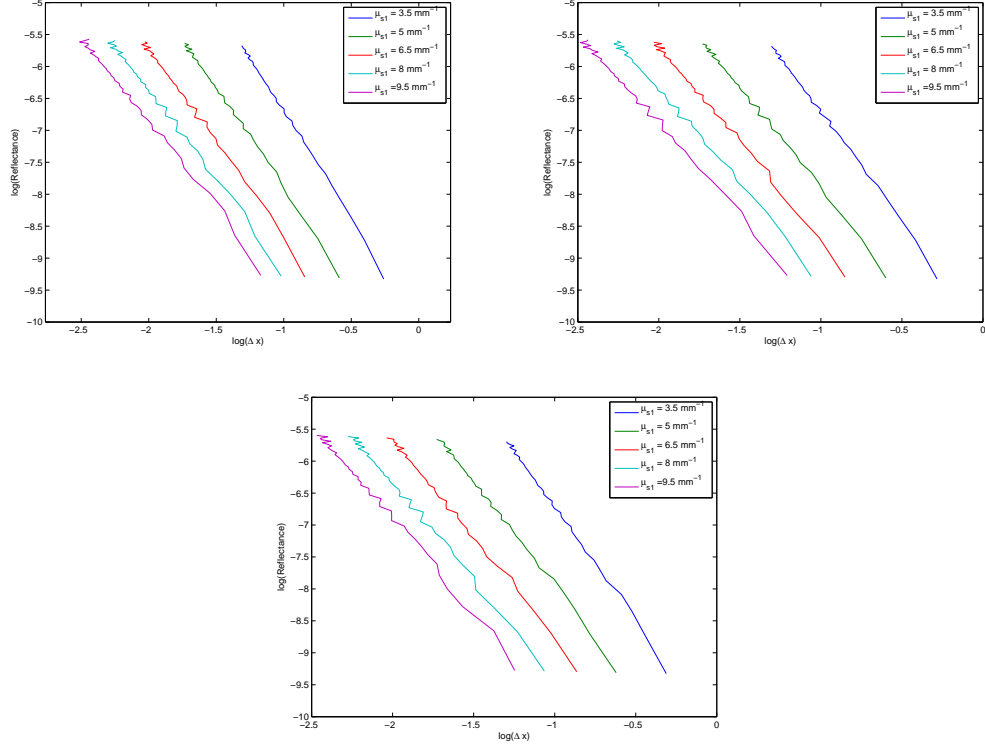 -5
-5.5
-6
-6.5
-7
-7.5
-8
-8.5
-9
-9.5
-10
-2.5 -2 -1.5 -1 -0.5 0
log(Δ x)
log(Reflectance)
μs1 = 3.5 mm−1
μs1 = 5 mm−1
μs1 = 6.5 mm−1
μs1 = 8 mm−1
μs1 =9.5 mm−1
-5
-5.5
-6
-6.5
-7
-7.5
-8
-8.5
-9
-9.5
-10
-2.5 -2 -1.5 -1 -0.5 0
log(Δ x)
log(Reflectance)
μs1 = 3.5 mm−1
μs1 = 5 mm−1
μs1 = 6.5 mm−1
μs1 = 8 mm−1
μs1 =9.5 mm−1
-5
-5.5
-6
-6.5
-7
-7.5
-8
-8.5
-9
-9.5
-10
-2.5 -2 -1.5 -1 -0.5 0
log(Δ x)
log(Reflectance)
μs1 = 3.5 mm−1
μs1 = 5 mm−1
μs1 = 6.5 mm−1
μs1 = 8 mm−1
μs1 =9.5 mm−1